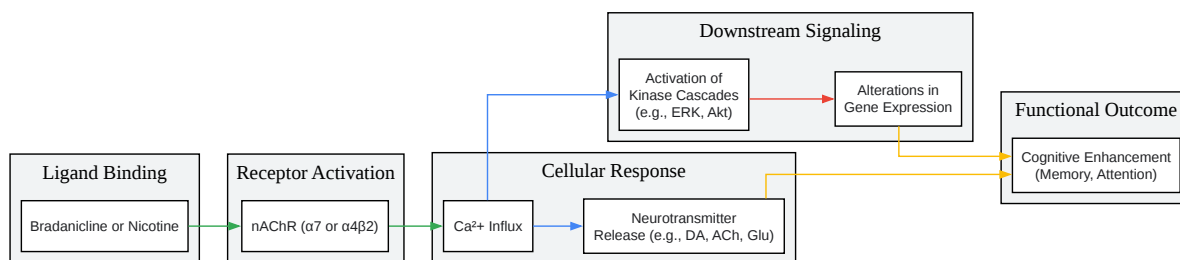 Downstream Signaling
Activation of
Kinase Cascades
(e.g., ERK, Akt)
Alterations in
Gene Expression
Functional Outcome
Cognitive Enhancement
(Memory, Attention)
Ligand Binding
Bradanicline or Nicotine
Receptor Activation
nAChR (α7 or α4β2)
Cellular Response
Ca²+ Influx
Neurotransmitter
Release (e.g., DA, ACh, Glu)